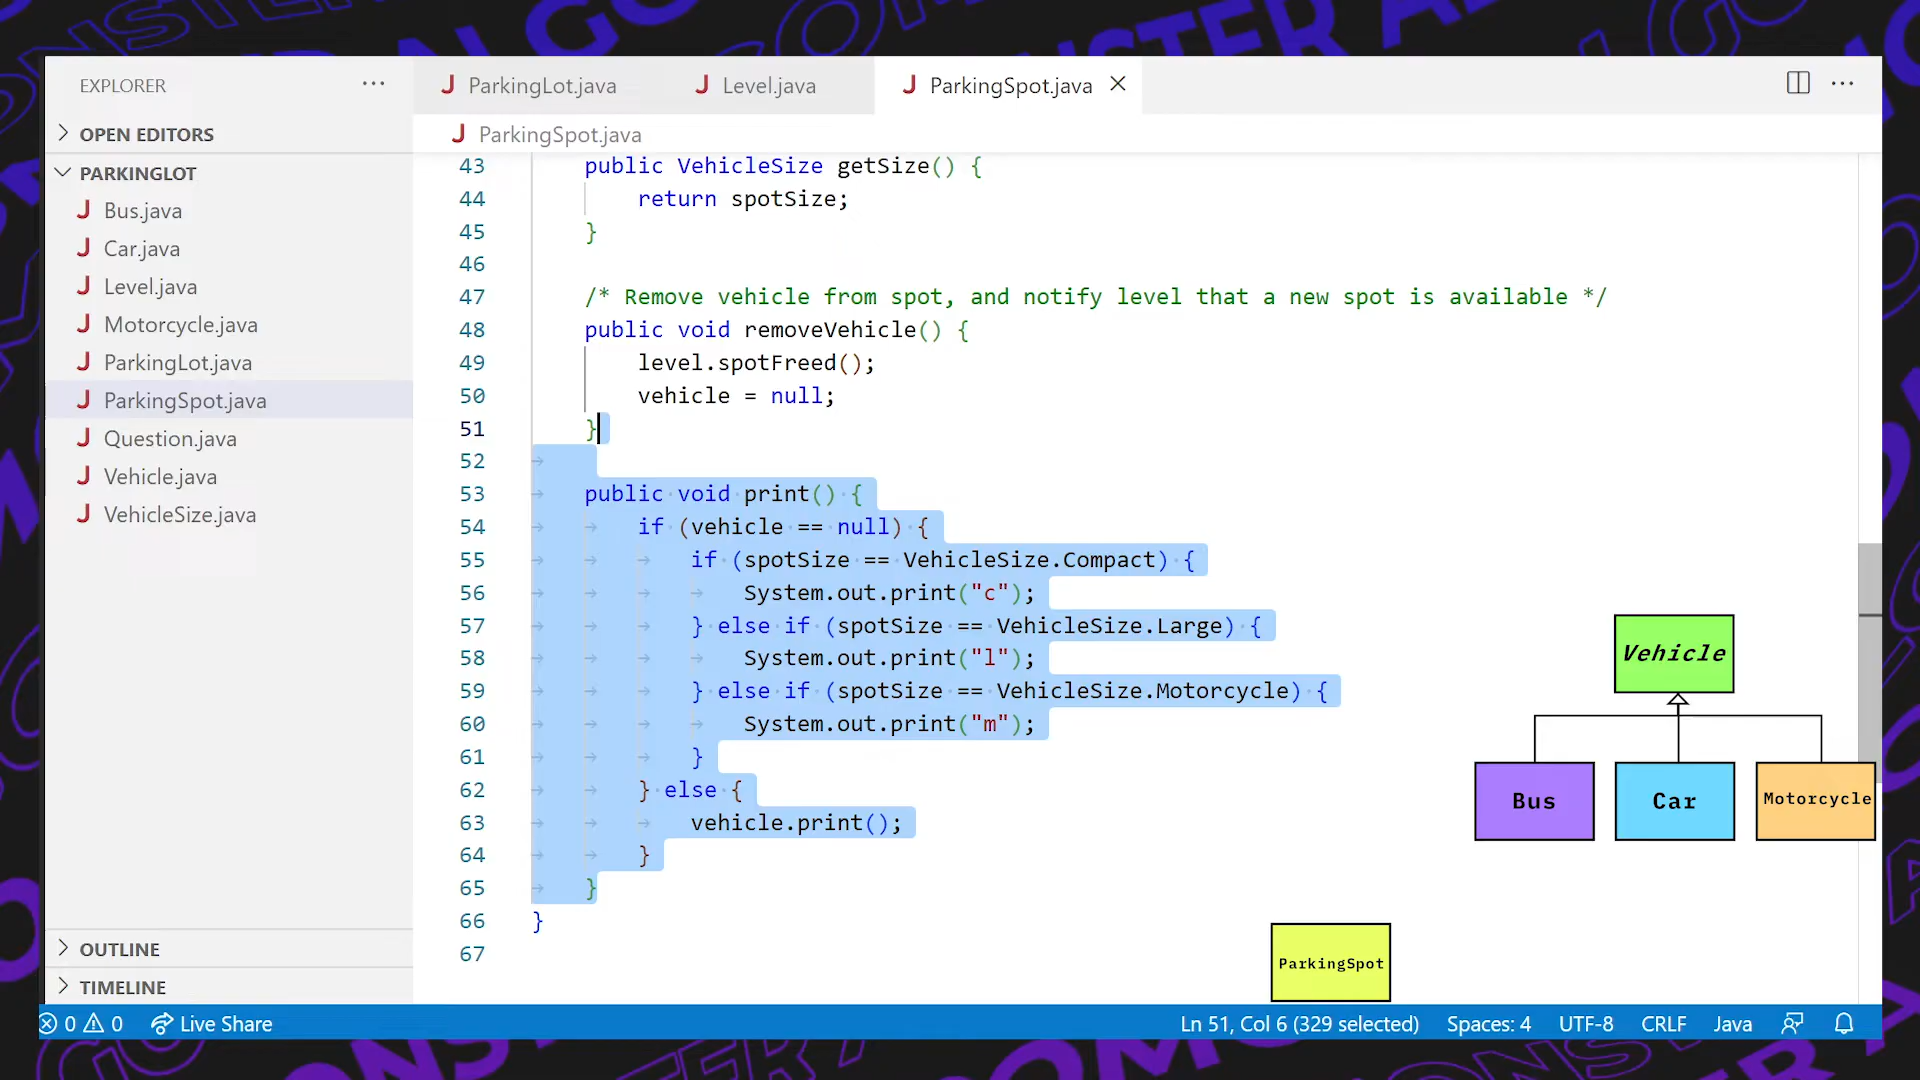 EXPLORER
OPEN EDITORS
PARKINGLOT
Bus.java
Car.java
Level.java
Motorcycle.java
ParkingLot.java
ParkingSpot.java
Question.java
Vehicle.java
VehicleSize.java
OUTLINE
TIMELINE
ParkingLot.java
Level.java
ParkingSpot.java
ParkingSpot.java
43 public VehicleSize getSize() {
44 return spotSize;
45 }
46
47 /* Remove vehicle from spot, and notify level that a new spot is available */
48 public void removeVehicle() {
49 level.spotFreed();
50 vehicle = null;
51 }
52
53 public void print() {
54 if (vehicle == null) {
55 if (spotSize == VehicleSize.Compact) {
56 System.out.print("c");
57 } else if (spotSize == VehicleSize.Large) {
58 System.out.print("l");
59 } else if (spotSize == VehicleSize.Motorcycle) {
60 System.out.print("m");
61 }
62 } else {
63 vehicle.print();
64 }
65 }
66 }
67
Vehicle
Bus
Car
Motorcycle
ParkingSpot
0 0 Live Share
Ln 51, Col 6 (329 selected) Spaces: 4 UTF-8 CRLF Java